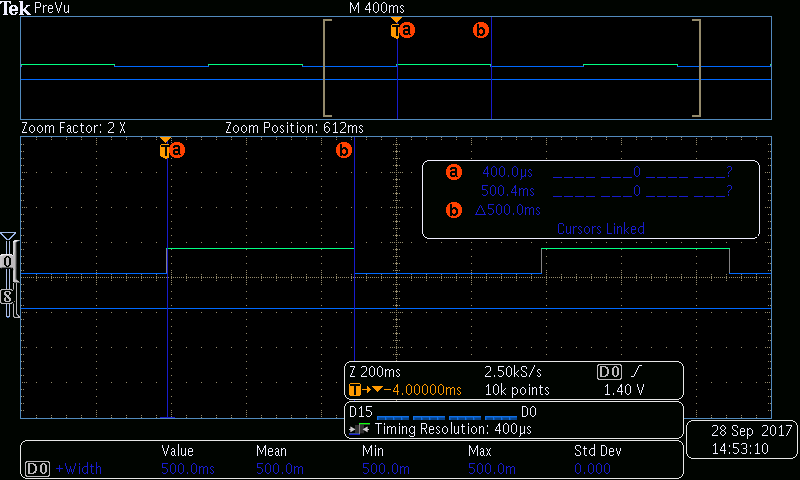 Tek PreVu M 400ms
T a b
Zoom Factor: 2 X Zoom Position: 612ms
T a b
a 400.0µs ____ ___0 ____ ___?
500.4ms ____ ___0 ____ ___?
b △500.0ms
Cursors Linked
0
8
Z 200ms 2.50kS/s D0
T→▼−4.00000ms 10k points 1.40 V
D15 D0
Timing Resolution: 400µs
28 Sep 2017
14:53:10
Value Mean Min Max Std Dev
D0 +Width 500.0ms 500.0m 500.0m 500.0m 0.000